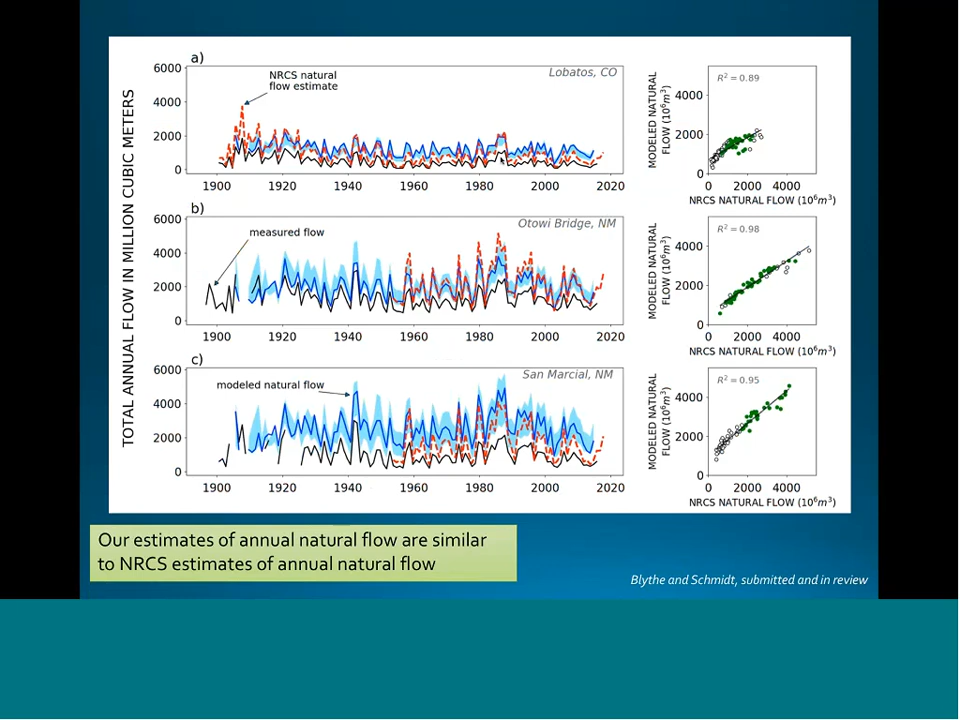 a)
NRCS natural
flow estimate
Lobatos, CO
6000
4000
2000
0
1900 1920 1940 1960 1980 2000 2020
R² = 0.89
MODELED NATURAL
FLOW (10⁶m³)
4000
2000
0
0 2000 4000
NRCS NATURAL FLOW (10⁶m³)
TOTAL ANNUAL FLOW IN MILLION CUBIC METERS
b)
measured flow
Otowi Bridge, NM
6000
4000
2000
0
1900 1920 1940 1960 1980 2000 2020
R² = 0.98
MODELED NATURAL
FLOW (10⁶m³)
4000
2000
0
0 2000 4000
NRCS NATURAL FLOW (10⁶m³)
c)
modeled natural flow
San Marcial, NM
6000
4000
2000
0
1900 1920 1940 1960 1980 2000 2020
R² = 0.95
MODELED NATURAL
FLOW (10⁶m³)
4000
2000
0
0 2000 4000
NRCS NATURAL FLOW (10⁶m³)
Our estimates of annual natural flow are similar
to NRCS estimates of annual natural flow
Blythe and Schmidt, submitted and in review